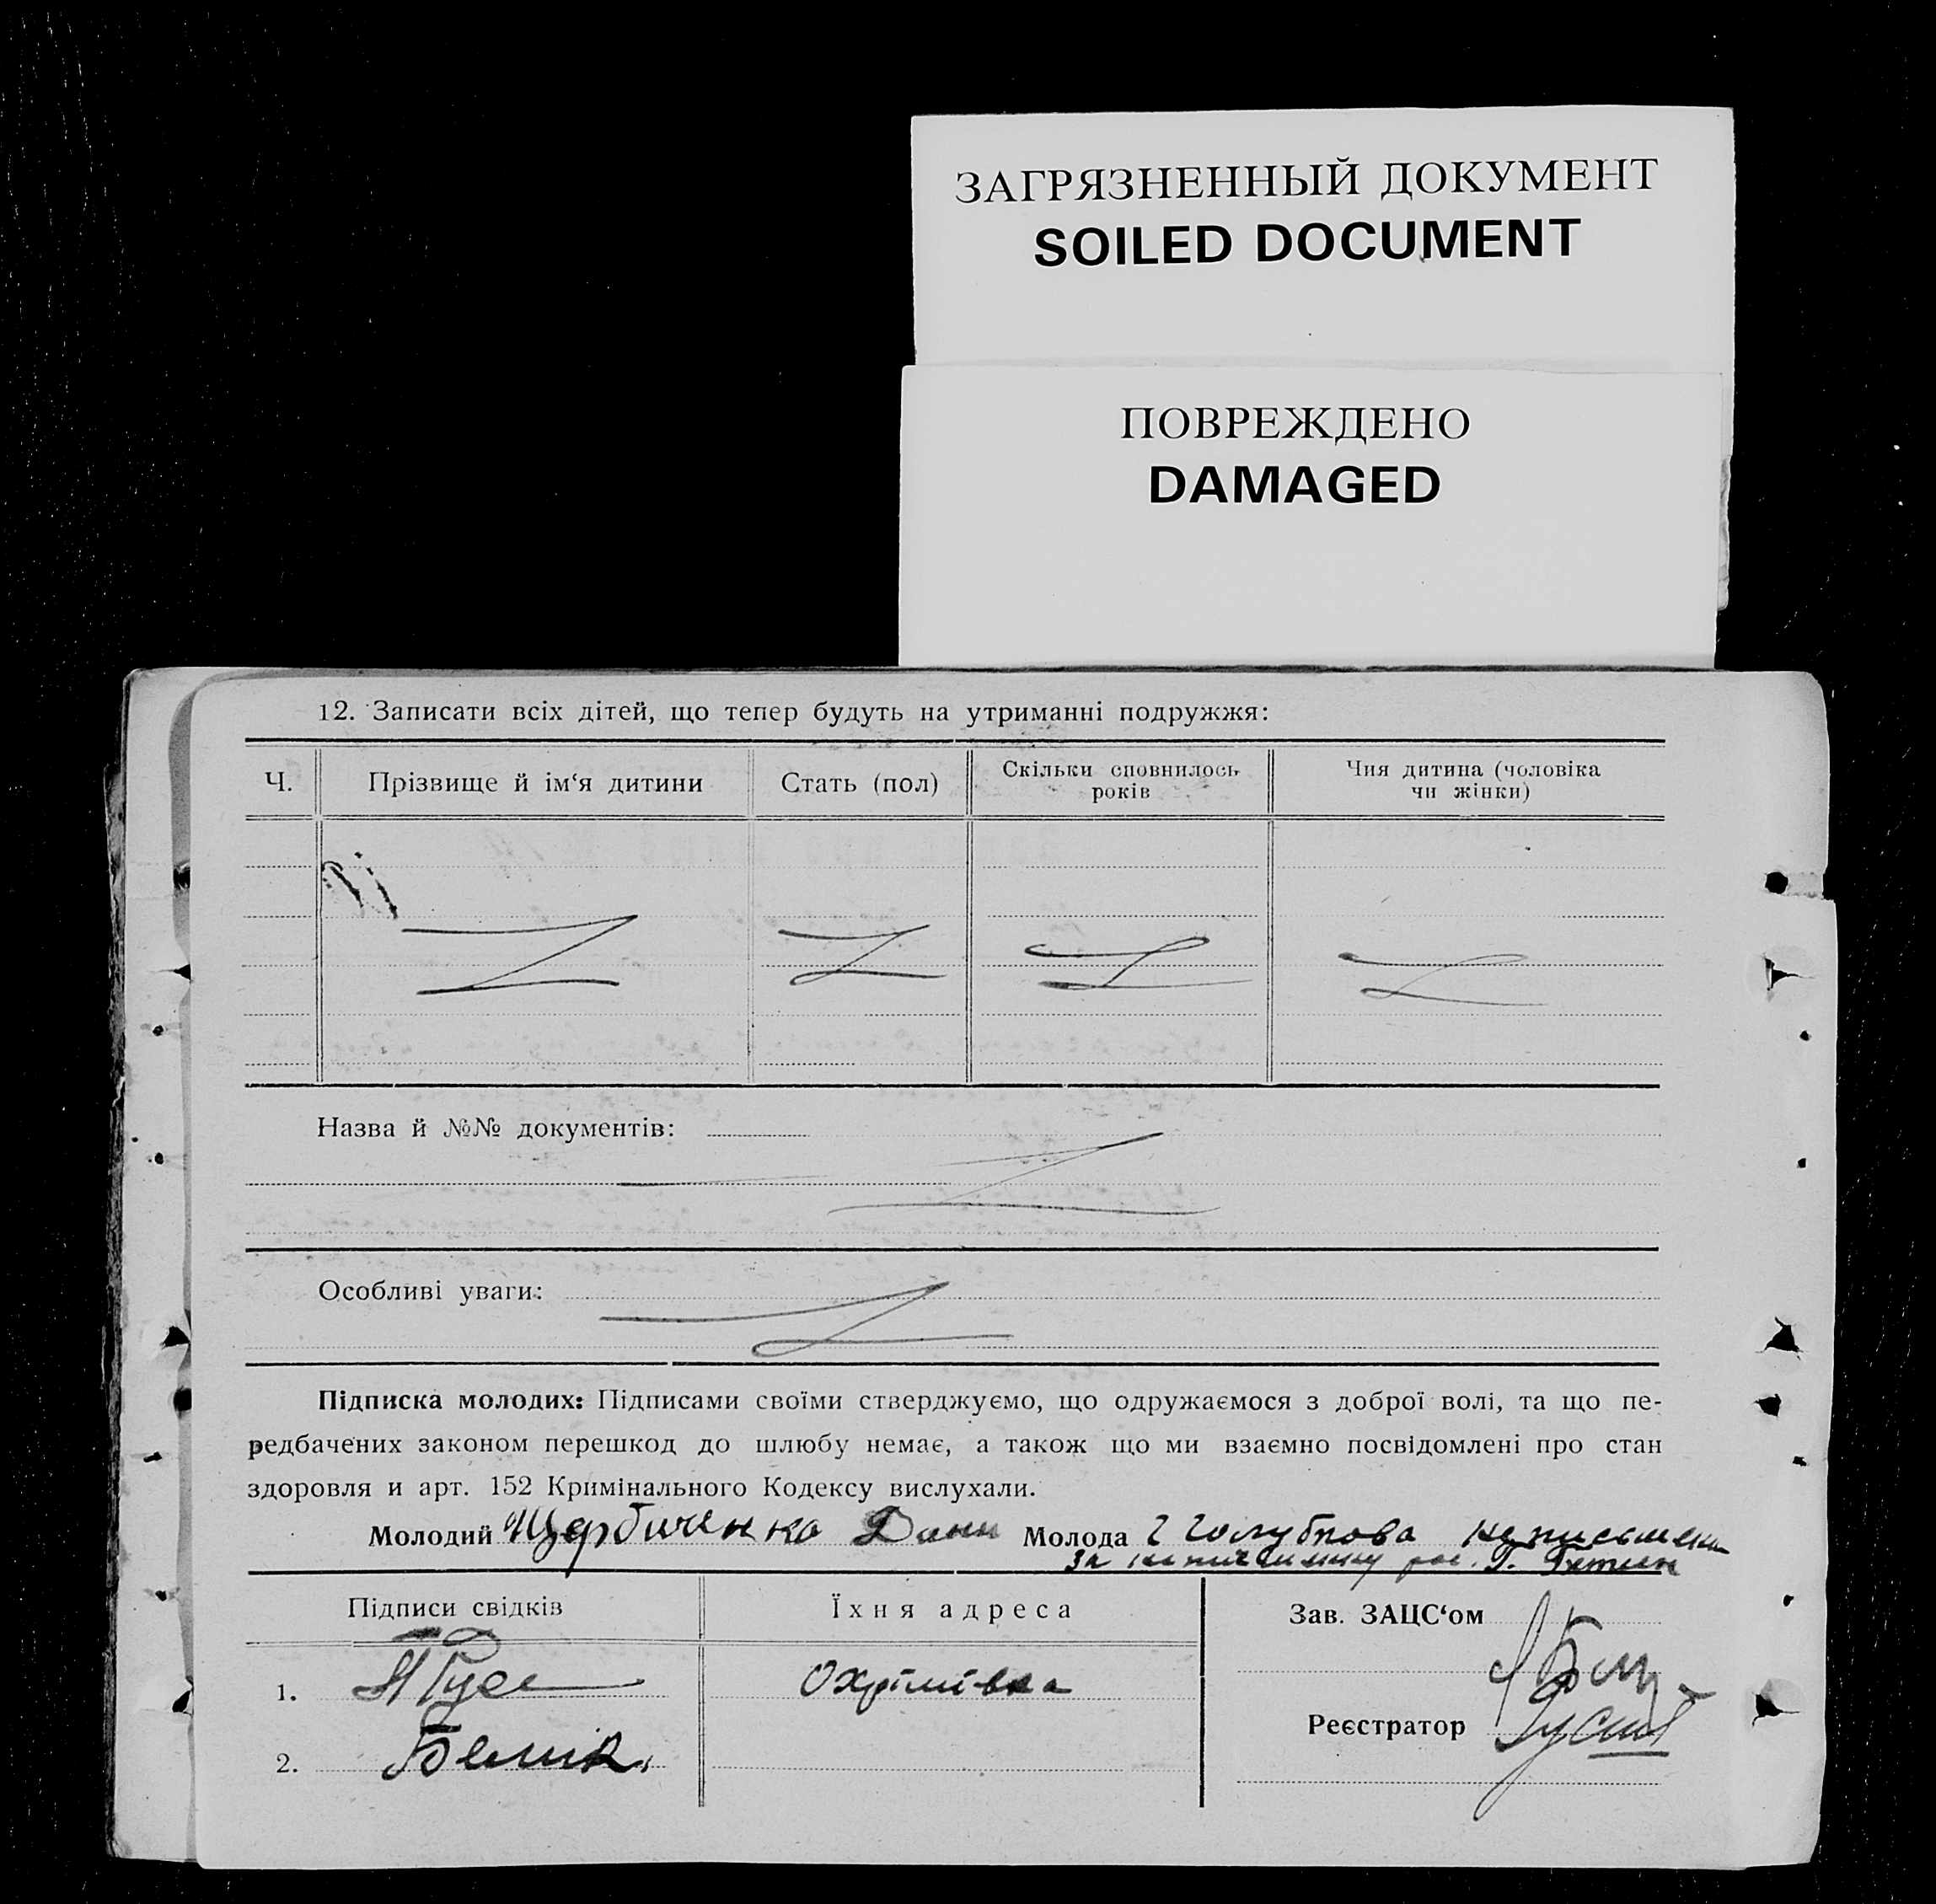 ЗАГРЯЗНЕННЫЙ ДОКУМЕНТ
SOILED DOCUMENT
ПОВРЕЖДЕНО
DAMAGED
12. Записати всіх дітей, що тепер будуть на утриманні подружжя:
Ч. Прізвище й ім‘я дитини Стать (пол) Скільки сповнилось років Чия дитина (чоловіка чи жінки)
Назва й №№ документів:
Особливі уваги:
Підписка молодих: Підписами своїми стверджуємо, що одружаємося з доброї волі, та що пе-
редбачених законом перешкод до шлюбу немає, а також що ми взаємно посвідомлені про стан
здоровля и арт. 152 Кримінального Кодексу вислухали.
Молодий Щербиченко Дани Молода Голубкова
за
Підписи свідків Їхня адреса Зав. ЗАЦС‘ом
1. Охрімівка
Реєстратор
2.